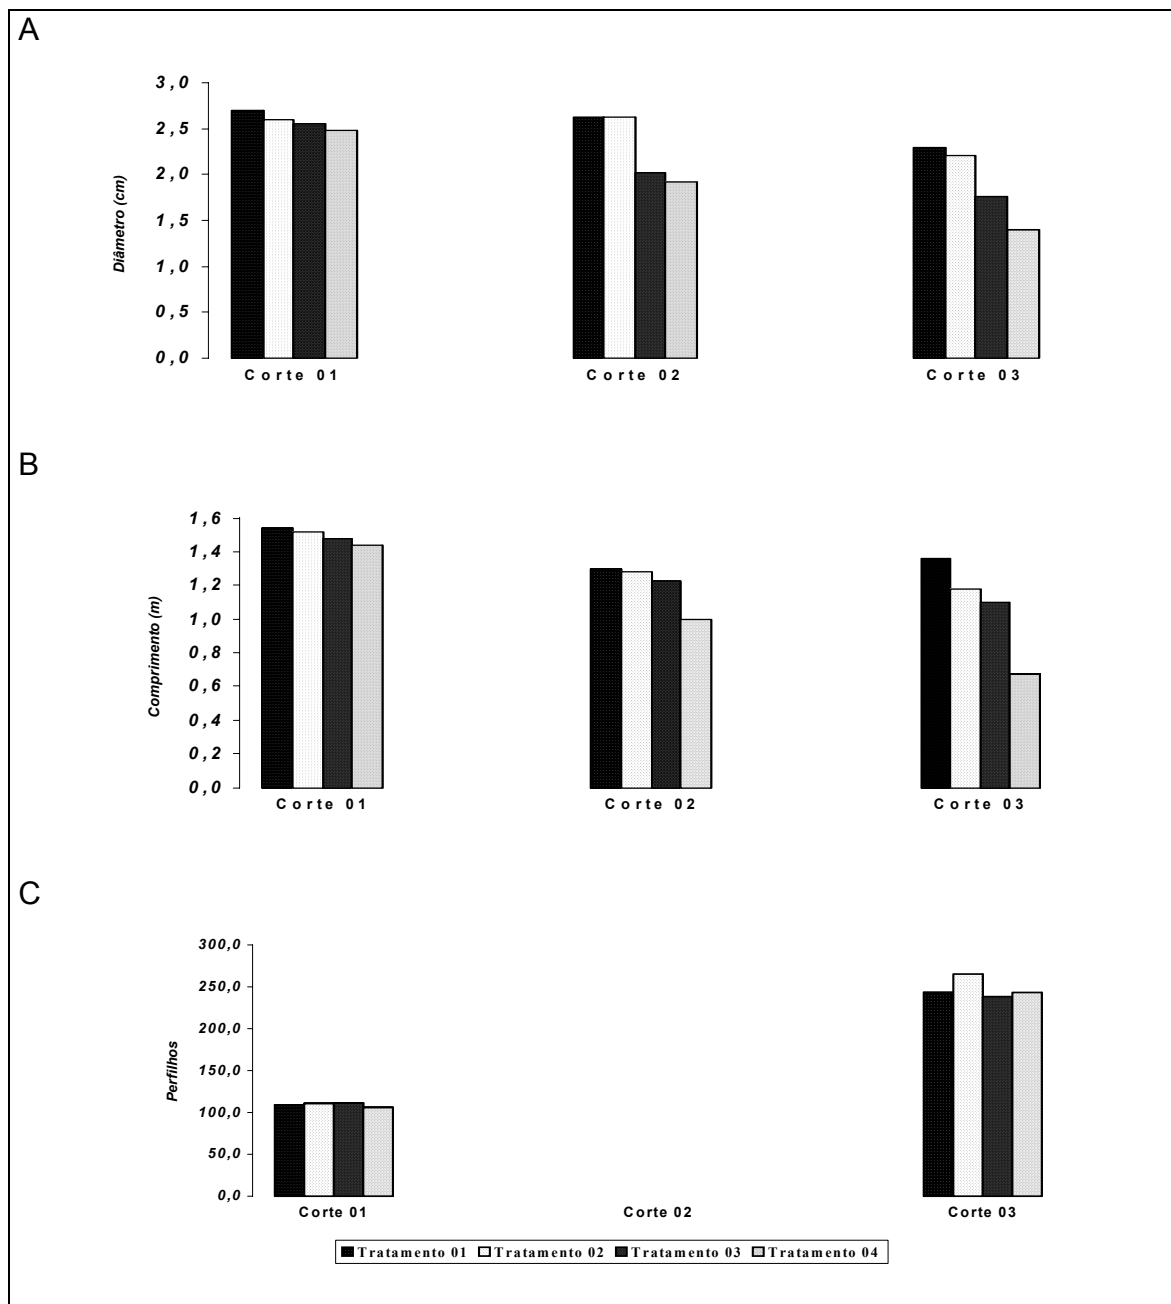 A
3,0
2,5
2,0
1,5
1,0
0,5
0,0
Diâmetro (cm)
Corte 01
Corte 02
Corte 03
B
1,6
1,4
1,2
1,0
0,8
0,6
0,4
0,2
0,0
Comprimento (m)
Corte 01
Corte 02
Corte 03
C
300,0
250,0
200,0
150,0
100,0
50,0
0,0
Perfilhos
Corte 01
Corte 02
Corte 03
Tratamento 01 Tratamento 02 Tratamento 03 Tratamento 04